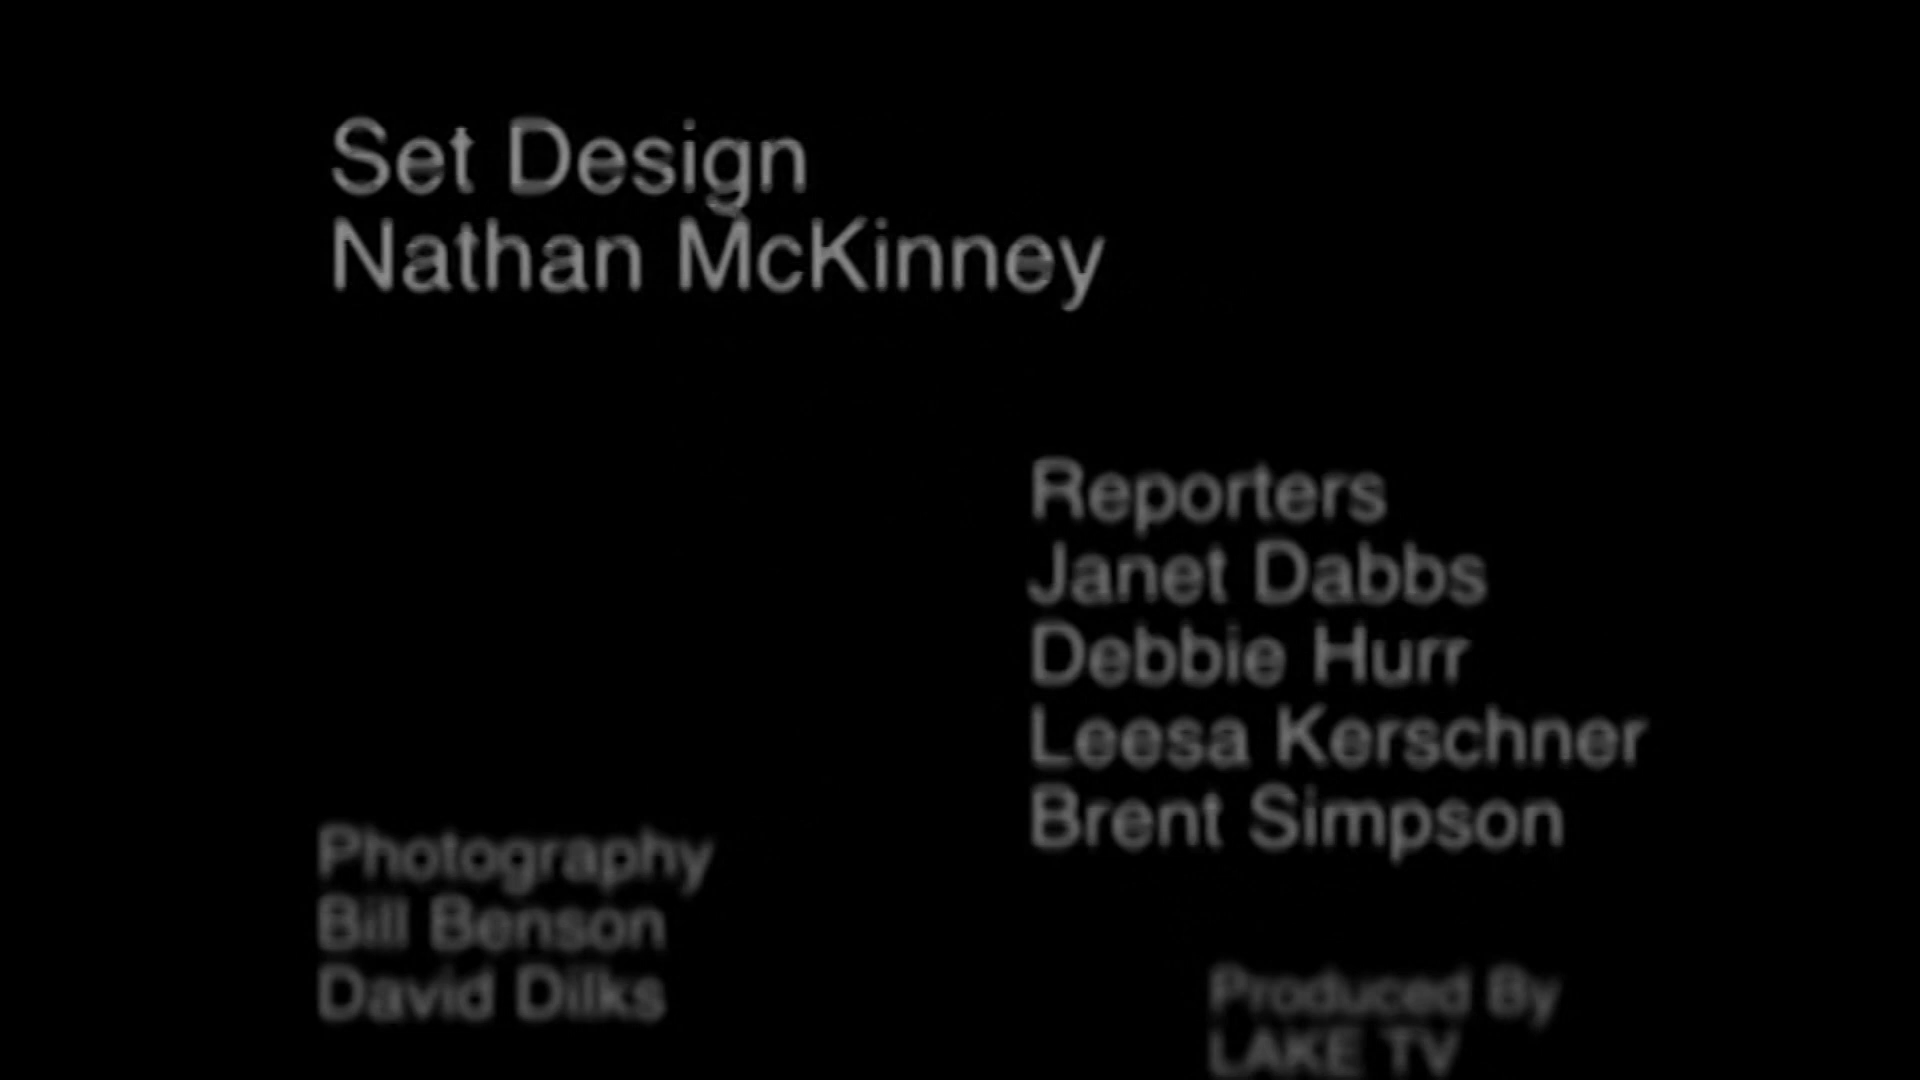 Set Design
Nathan McKinney
Reporters
Janet Dabbs
Debbie Hurr
Leesa Kerschner
Brent Simpson
Photography
Bill Benson
David Dilks
Produced By
LAKE TV